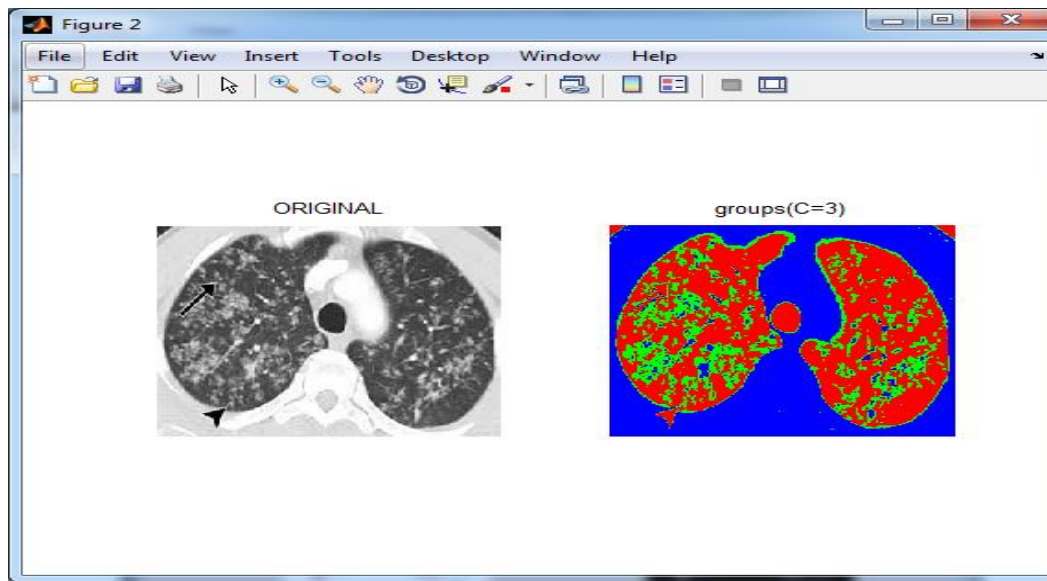 Figure 2
File Edit View Insert Tools Desktop Window Help
ORIGINAL groups(C=3)